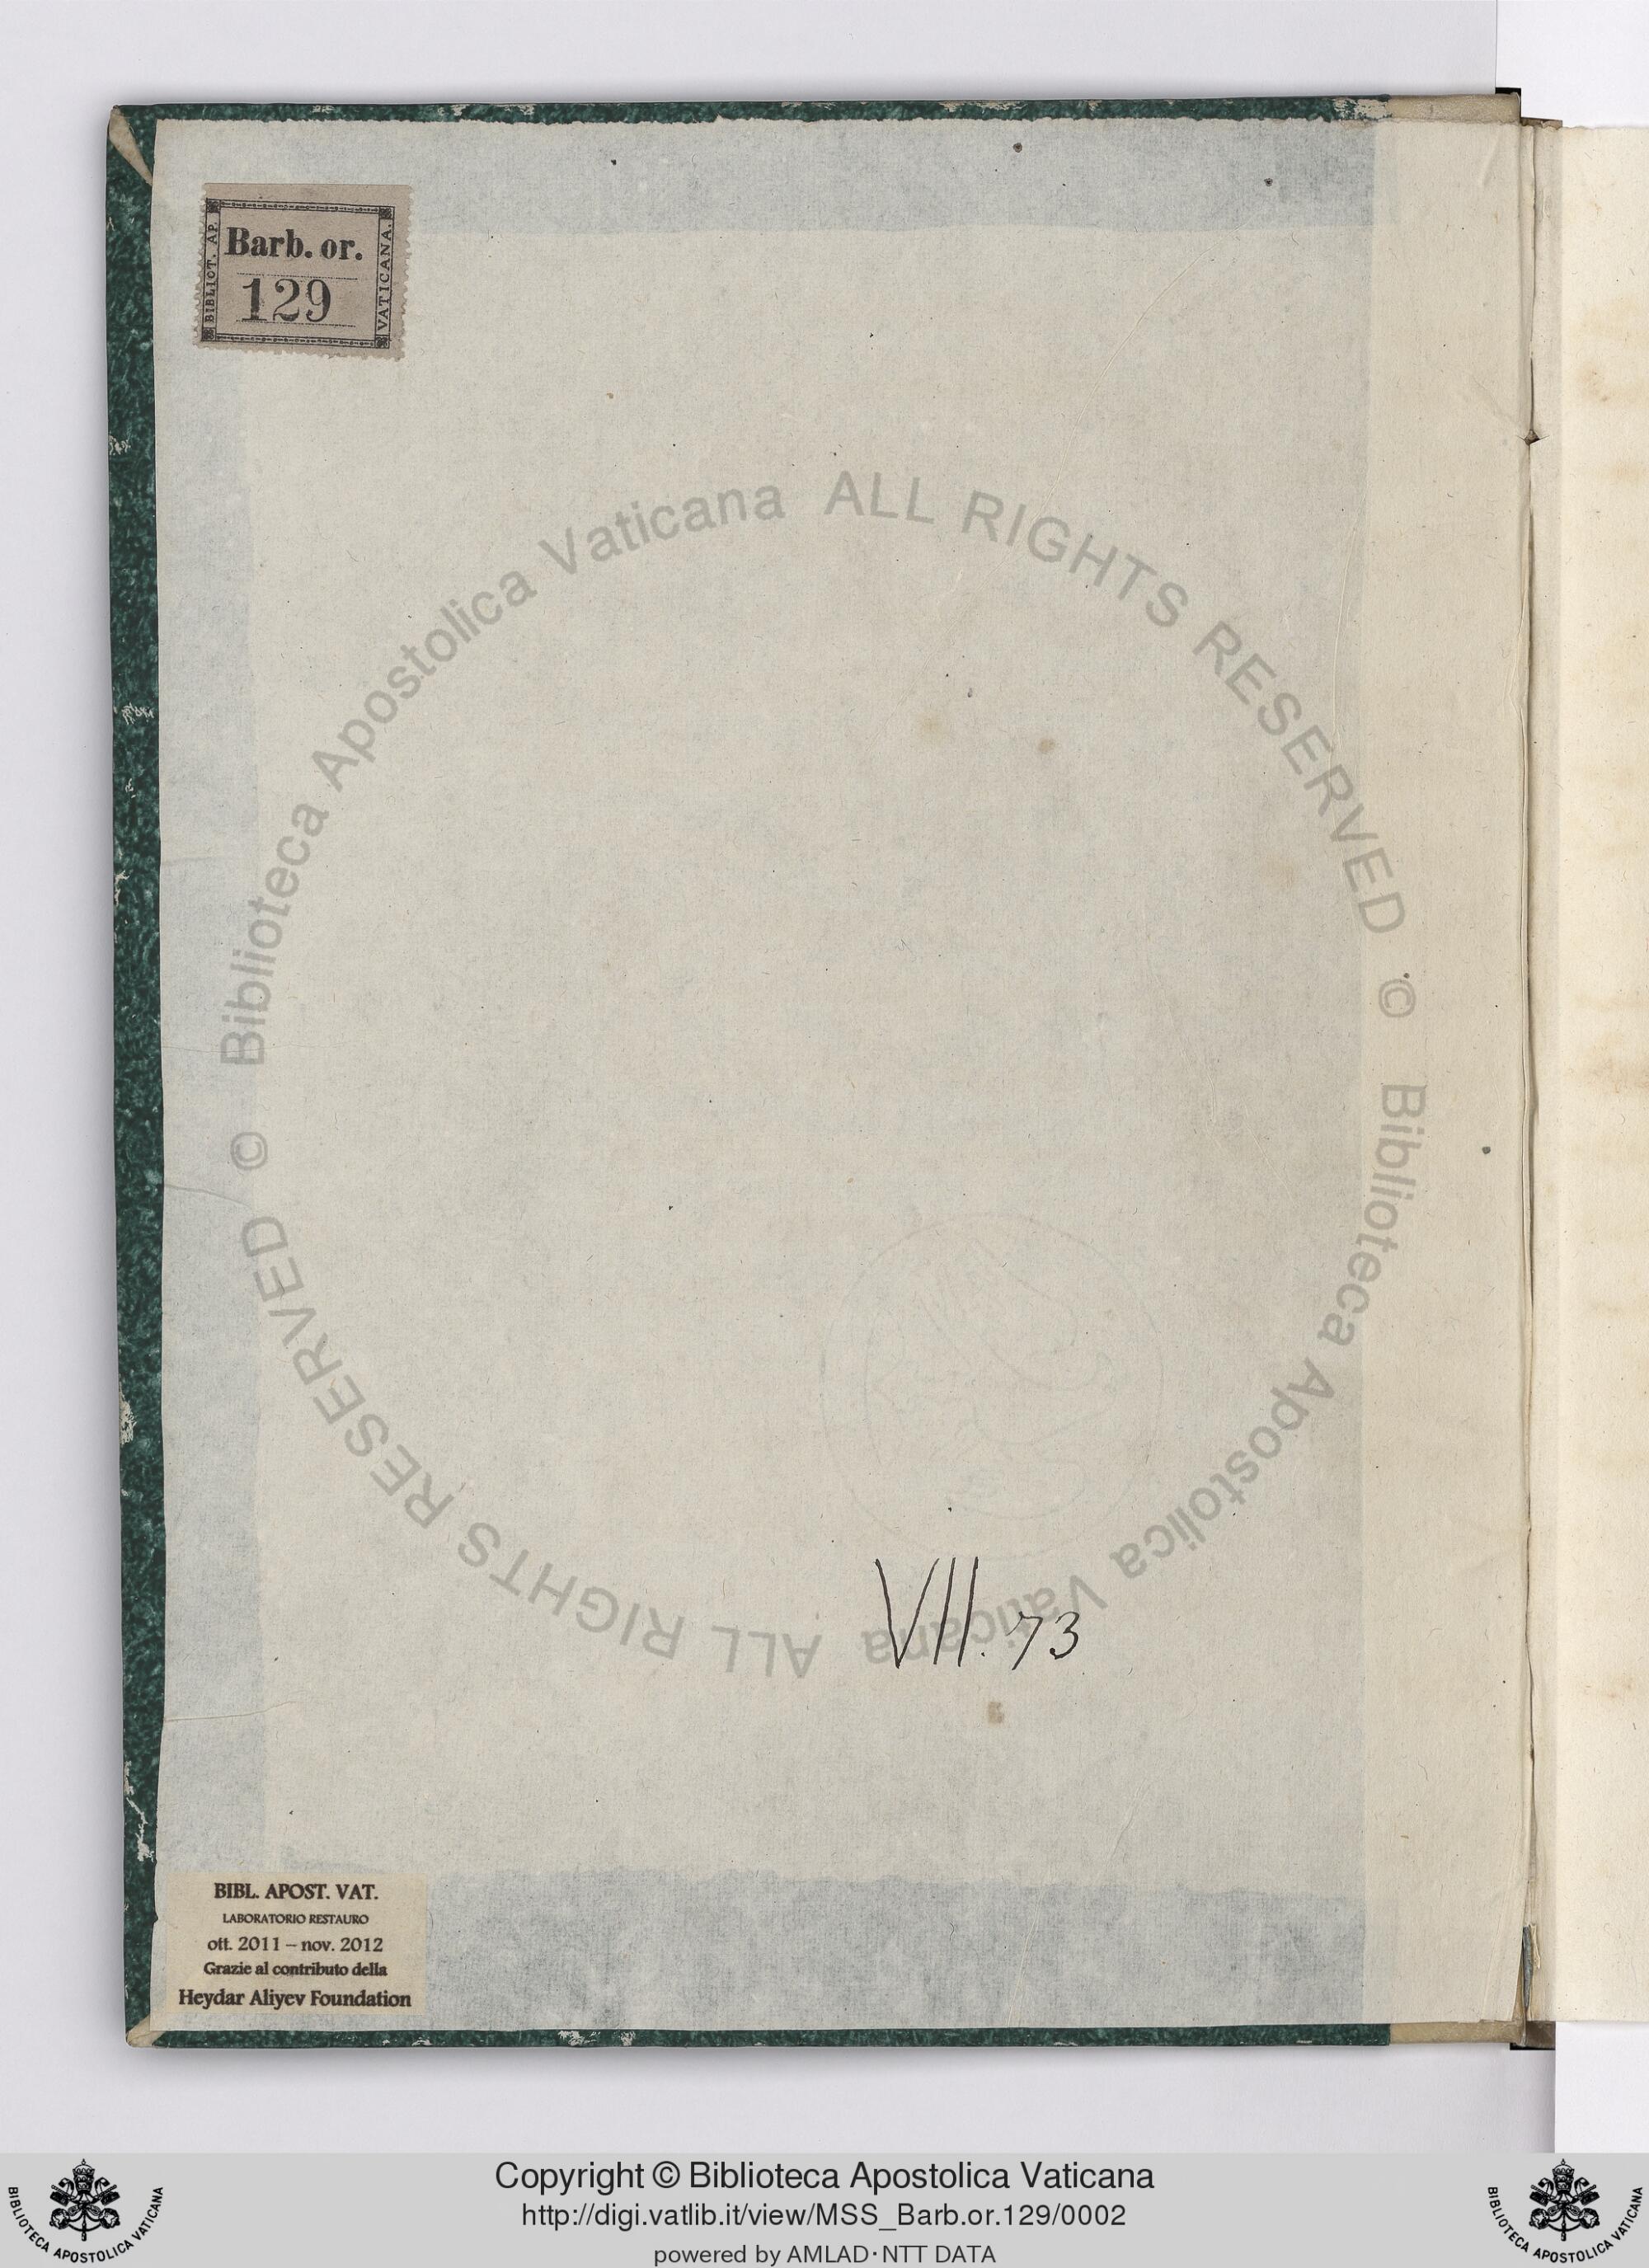 BIBLIOT. AP. VATICANA.
Barb. or.
129
© Biblioteca Apostolica Vaticana ALL RIGHTS RESERVED
© Biblioteca Apostolica Vaticana ALL RIGHTS RESERVED
VII. 73
BIBL. APOST. VAT.
LABORATORIO RESTAURO
ott. 2011 – nov. 2012
Grazie al contributo della
Heydar Aliyev Foundation
BIBLIOTECA APOSTOLICA VATICANA
Copyright © Biblioteca Apostolica Vaticana
http://digi.vatlib.it/view/MSS_Barb.or.129/0002
powered by AMLAD·NTT DATA
BIBLIOTECA APOSTOLICA VATICANA